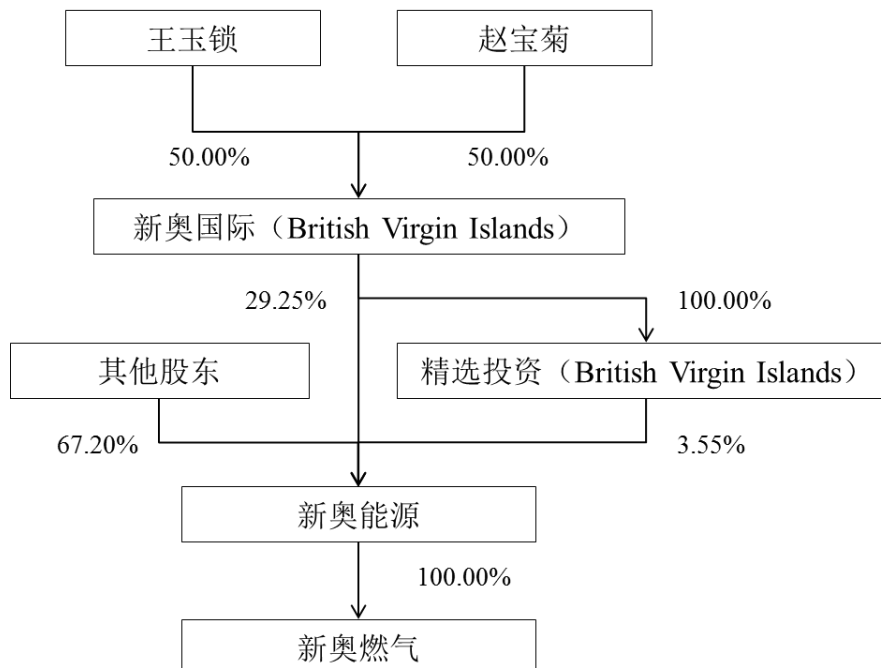 王玉锁
赵宝菊
50.00%
50.00%
新奥国际（British Virgin Islands）
29.25%
100.00%
其他股东
精选投资（British Virgin Islands）
67.20%
3.55%
新奥能源
100.00%
新奥燃气